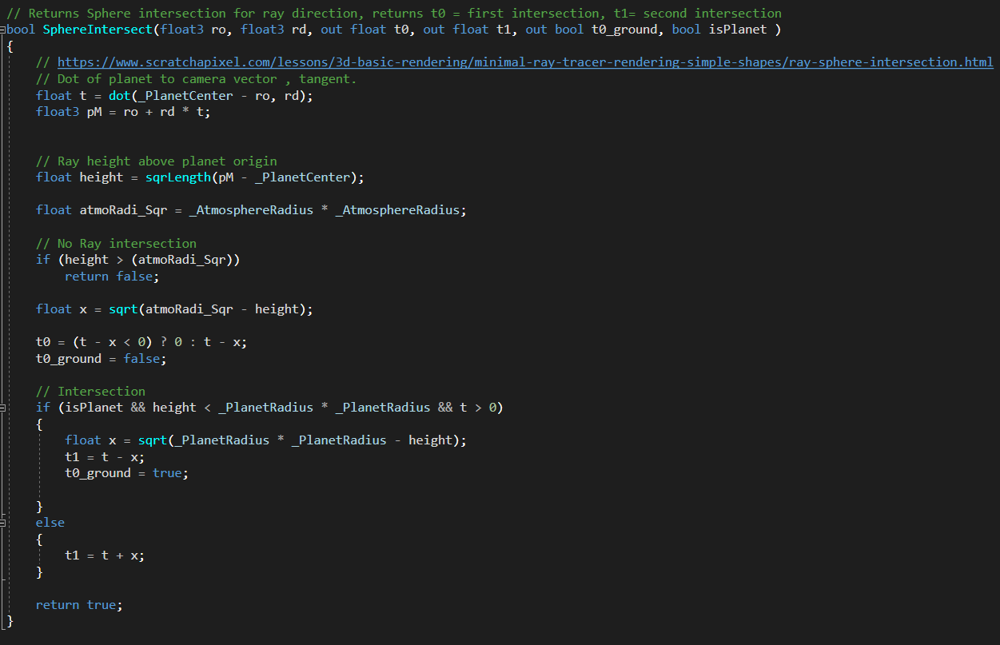 // Returns Sphere intersection for ray direction, returns t0 = first intersection, t1= second intersection
bool SphereIntersect(float3 ro, float3 rd, out float t0, out float t1, out bool t0_ground, bool isPlanet )
{
// https://www.scratchapixel.com/lessons/3d-basic-rendering/minimal-ray-tracer-rendering-simple-shapes/ray-sphere-intersection.html
// Dot of planet to camera vector , tangent.
float t = dot(_PlanetCenter - ro, rd);
float3 pM = ro + rd * t;
// Ray height above planet origin
float height = sqrLength(pM - _PlanetCenter);
float atmoRadi_Sqr = _AtmosphereRadius * _AtmosphereRadius;
// No Ray intersection
if (height > (atmoRadi_Sqr))
return false;
float x = sqrt(atmoRadi_Sqr - height);
t0 = (t - x < 0) ? 0 : t - x;
t0_ground = false;
// Intersection
if (isPlanet && height < _PlanetRadius * _PlanetRadius && t > 0)
{
float x = sqrt(_PlanetRadius * _PlanetRadius - height);
t1 = t - x;
t0_ground = true;
}
else
{
t1 = t + x;
}
return true;
}